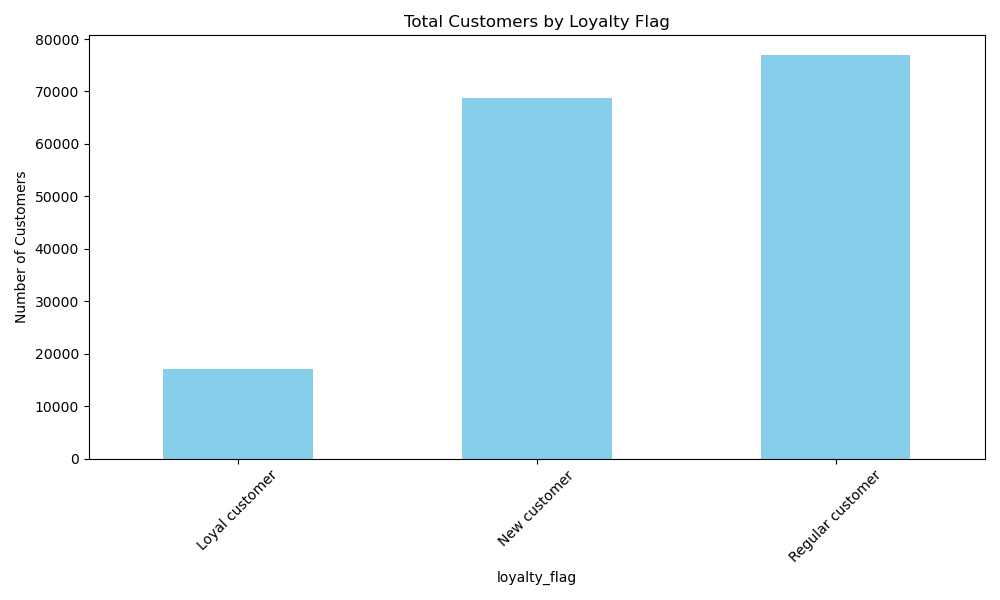 Total Customers by Loyalty Flag
80000
70000
60000
50000
40000
30000
20000
10000
0
Number of Customers
Loyal customer
New customer
Regular customer
loyalty_flag